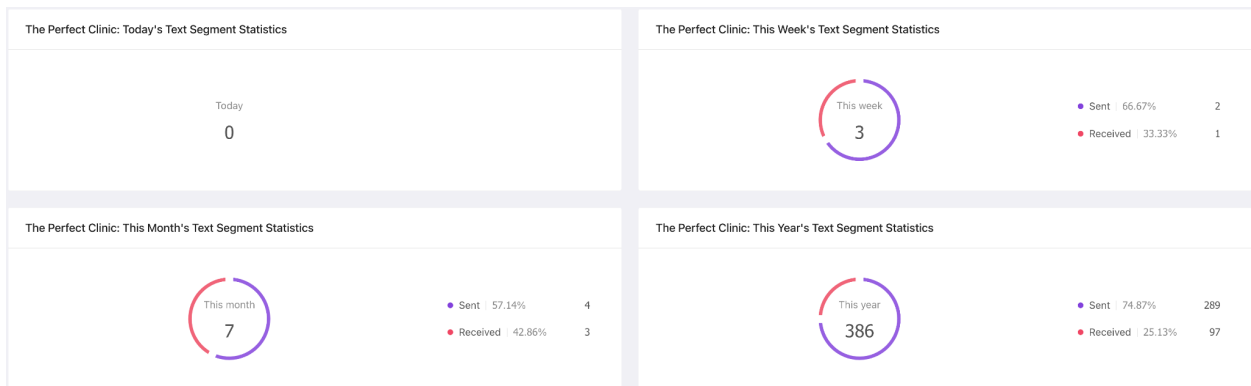 The Perfect Clinic: Today's Text Segment Statistics
Today
0
The Perfect Clinic: This Week's Text Segment Statistics
This week
3
Sent 66.67% 2
Received 33.33% 1
The Perfect Clinic: This Month's Text Segment Statistics
This month
7
Sent 57.14% 4
Received 42.86% 3
The Perfect Clinic: This Year's Text Segment Statistics
This year
386
Sent 74.87% 289
Received 25.13% 97